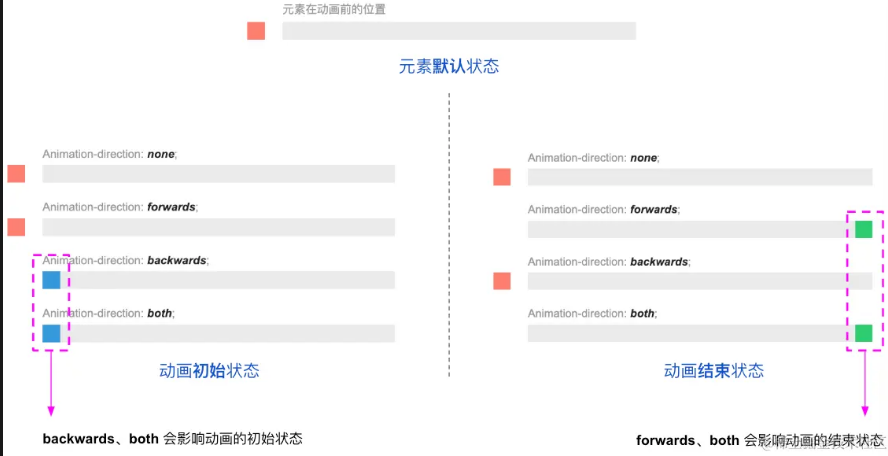 元素在动画前的位置
元素默认状态
Animation-direction: none;
Animation-direction: forwards;
Animation-direction: backwards;
Animation-direction: both;
动画初始状态
backwards、both 会影响动画的初始状态
Animation-direction: none;
Animation-direction: forwards;
Animation-direction: backwards;
Animation-direction: both;
动画结束状态
forwards、both 会影响动画的结束状态